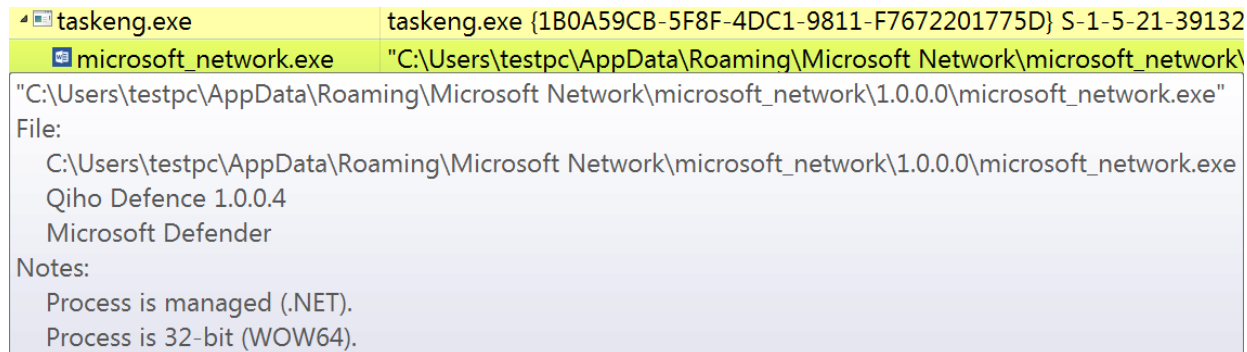 taskeng.exe taskeng.exe {1B0A59CB-5F8F-4DC1-9811-F7672201775D} S-1-5-21-39132
microsoft_network.exe "C:\Users\testpc\AppData\Roaming\Microsoft Network\microsoft_network\
"C:\Users\testpc\AppData\Roaming\Microsoft Network\microsoft_network\1.0.0.0\microsoft_network.exe"
File:
C:\Users\testpc\AppData\Roaming\Microsoft Network\microsoft_network\1.0.0.0\microsoft_network.exe
Qiho Defence 1.0.0.4
Microsoft Defender
Notes:
Process is managed (.NET).
Process is 32-bit (WOW64).